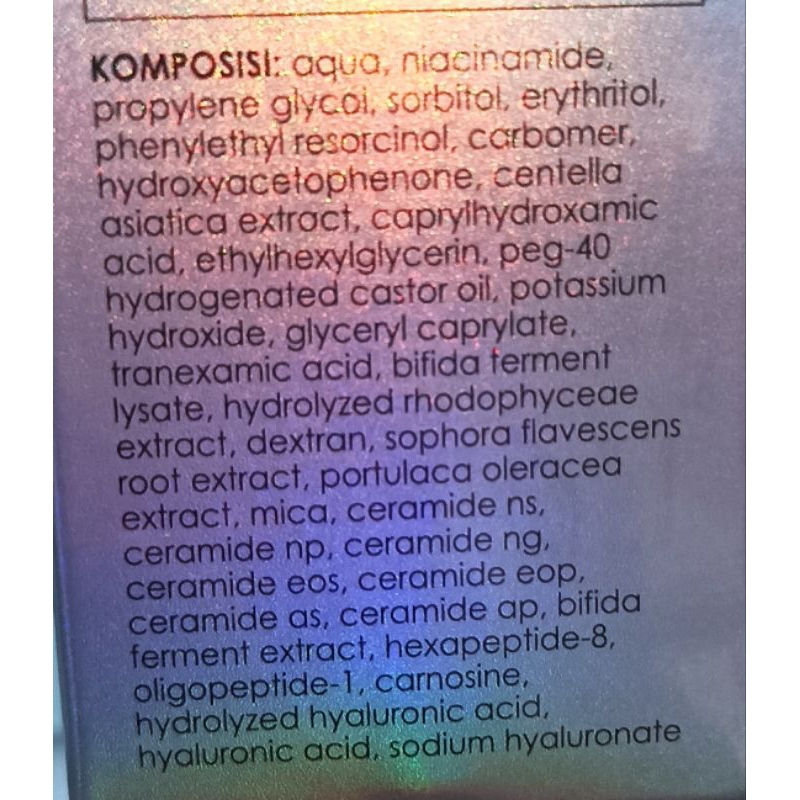 KOMPOSISI: aqua, niacinamide,
propylene glycol, sorbitol, erythritol,
phenylethyl resorcinol, carbomer,
hydroxyacetophenone, centella
asiatica extract, caprylhydroxamic
acid, ethylhexylglycerin, peg-40
hydrogenated castor oil, potassium
hydroxide, glyceryl caprylate,
tranexamic acid, bifida ferment
lysate, hydrolyzed rhodophyceae
extract, dextran, sophora flavescens
root extract, portulaca oleracea
extract, mica, ceramide ns,
ceramide np, ceramide ng,
ceramide eos, ceramide eop,
ceramide as, ceramide ap, bifida
ferment extract, hexapeptide-8,
oligopeptide-1, carnosine,
hydrolyzed hyaluronic acid,
hyaluronic acid, sodium hyaluronate